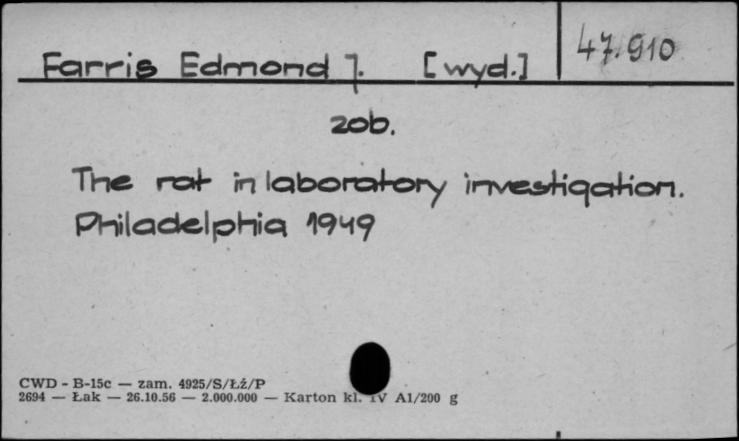 Farris Edmond J. [wyd.] 47.910
zob.
The rat in laboratory investigation.
Philadelphia 1949
CWD - B-15c — zam. 4925/S/Łź/P
2694 — Łak — 26.10.56 — 2.000.000 — Karton kl. IV A1/200 g